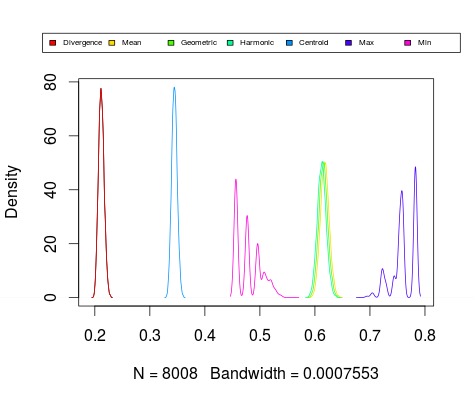 Divergence Mean Geometric Harmonic Centroid Max Min
Density
80
60
40
20
0
0.2 0.3 0.4 0.5 0.6 0.7 0.8
N = 8008 Bandwidth = 0.0007553